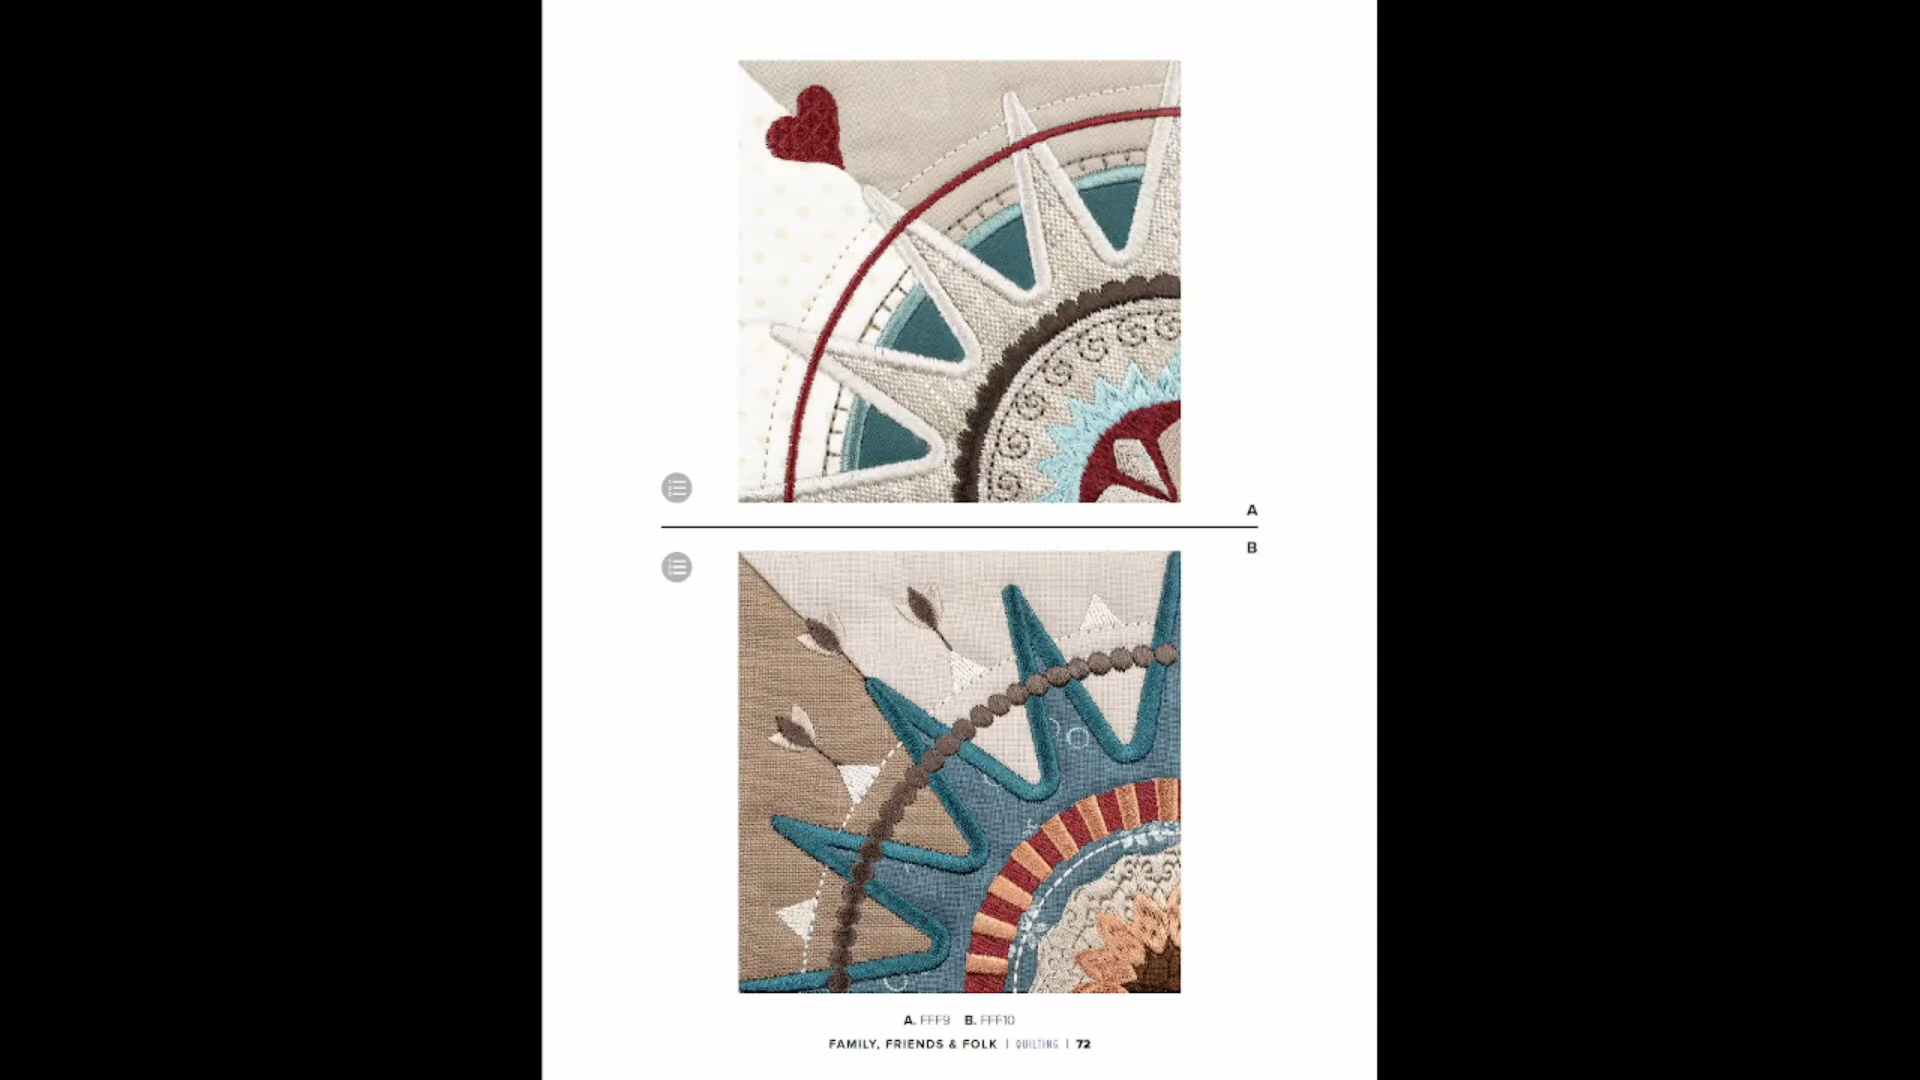 A
B
A. FFF9 B. FFF10
FAMILY, FRIENDS & FOLK | QUILTING | 72